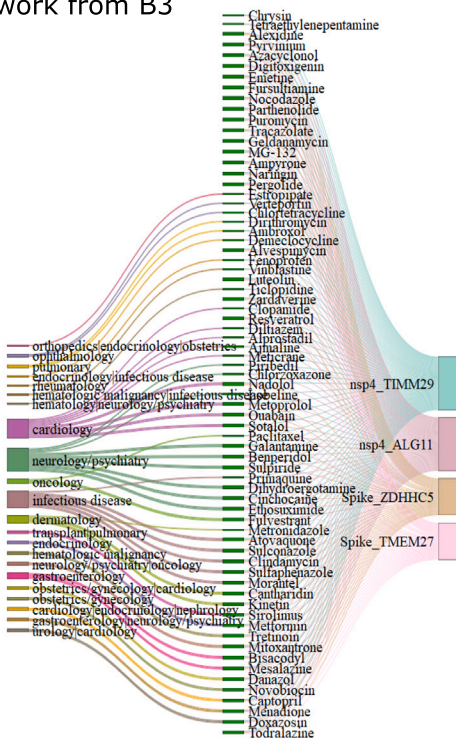 work from B3
Chrysin
Tetraethylenepentamine
Alexidine
Pyrvinium
Azacyclonol
Digitoxigenin
Emetine
Fursultiamine
Nocodazole
Parthenolide
Puromycin
Tracazolate
Geldanamycin
MG-132
Ampyrone
Naringin
Pergolide
Estropipate
Verteporfin
Chlortetracycline
Dirithromycin
Ambroxol
Demeclocycline
Alvespimycin
Fenoprofen
Vinblastine
Luteolin
Ticlopidine
Zardaverine
Clopamide
Resveratrol
Diltiazem
Alprostadil
Ajmaline
Meticrane
Piribedil
Chlorzoxazone
Nadolol
Lobeline
Metoprolol
Ouabain
Sotalol
Paclitaxel
Galantamine
Benperidol
Sulpiride
Primaquine
Dihydroergotamine
Cinchocaine
Ethosuximide
Fulvestrant
Metronidazole
Atovaquone
Sulconazole
Clindamycin
Sulfaphenazole
Morantel
Cantharidin
Kinetin
Sirolimus
Metformin
Tretinoin
Mitoxantrone
Bisacodyl
Mesalazine
Danazol
Novobiocin
Captopril
Menadione
Doxazosin
Todralazine
orthopedics/endocrinology/obstetrics
ophthalmology
pulmonary
endocrinology/infectious disease
rheumatology
hematologic malignancy/infectious disease
hematology/neurology/psychiatry
cardiology
neurology/psychiatry
oncology
infectious disease
dermatology
transplant/pulmonary
endocrinology
hematologic malignancy
neurology/psychiatry/oncology
gastroenterology
obstetrics/gynecology/cardiology
obstetrics/gynecology
cardiology/endocrinology/nephrology
gastroenterology/neurology/psychiatry
urology/cardiology
nsp4_TIMM29
nsp4_ALG11
Spike_ZDHHC5
Spike_TMEM27